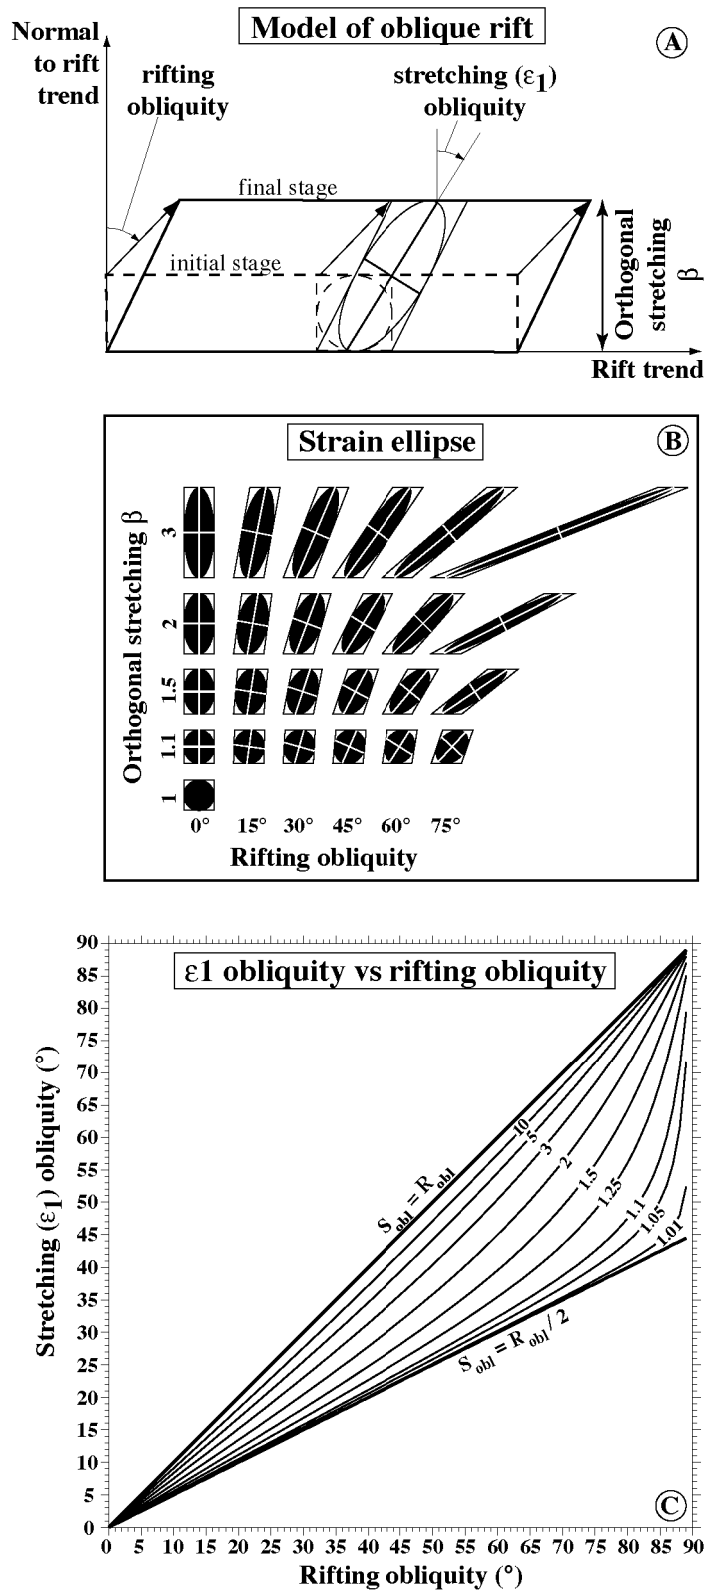 Model of oblique rift
A
Normal
to rift
trend
rifting
obliquity
stretching (ε1)
obliquity
final stage
initial stage
Orthogonal
stretching
β
Rift trend
Strain ellipse
B
Orthogonal stretching β
3
2
1.5
1.1
1
0° 15° 30° 45° 60° 75°
Rifting obliquity
ε1 obliquity vs rifting obliquity
Stretching (ε1) obliquity (°)
90
85
80
75
70
65
60
55
50
45
40
35
30
25
20
15
10
5
0
S obl = R obl
10
5
3
2
1.5
1.25
1.1
1.05
1.01
S obl = R obl / 2
C
0 5 10 15 20 25 30 35 40 45 50 55 60 65 70 75 80 85 90
Rifting obliquity (°)